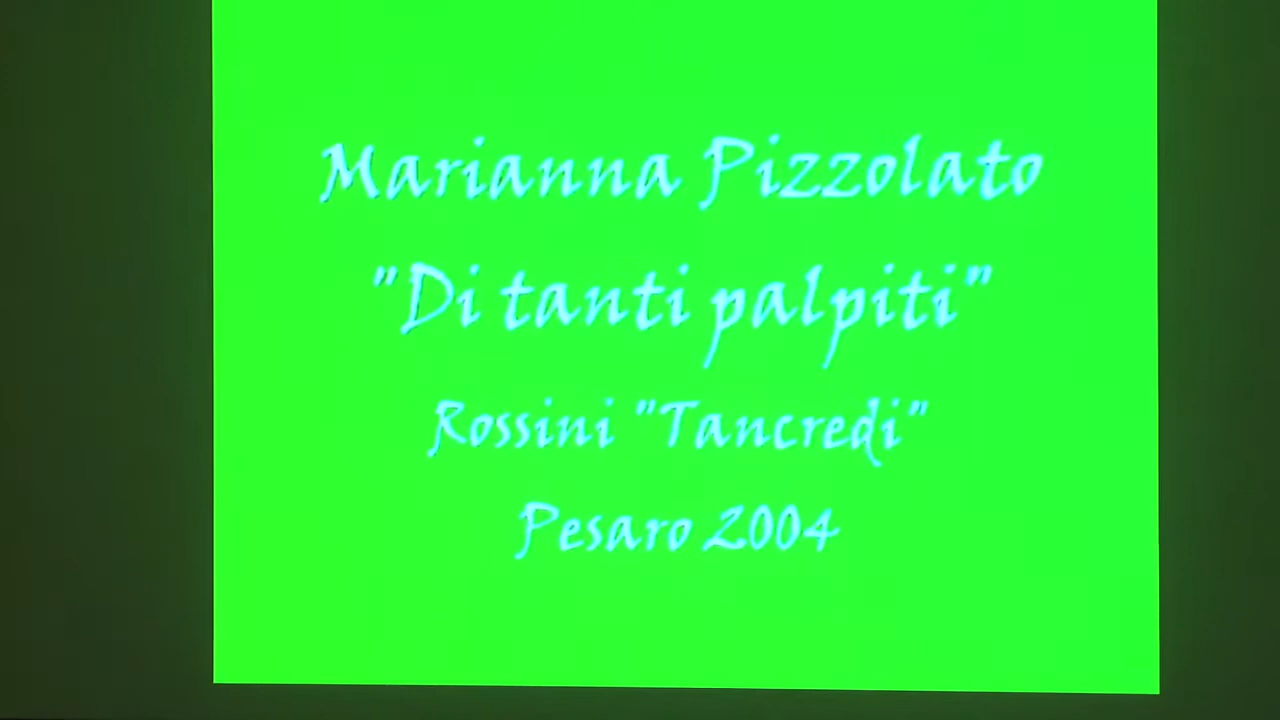 Marianna Pizzolato
"Di tanti palpiti"
Rossini "Tancredi"
Pesaro 2004